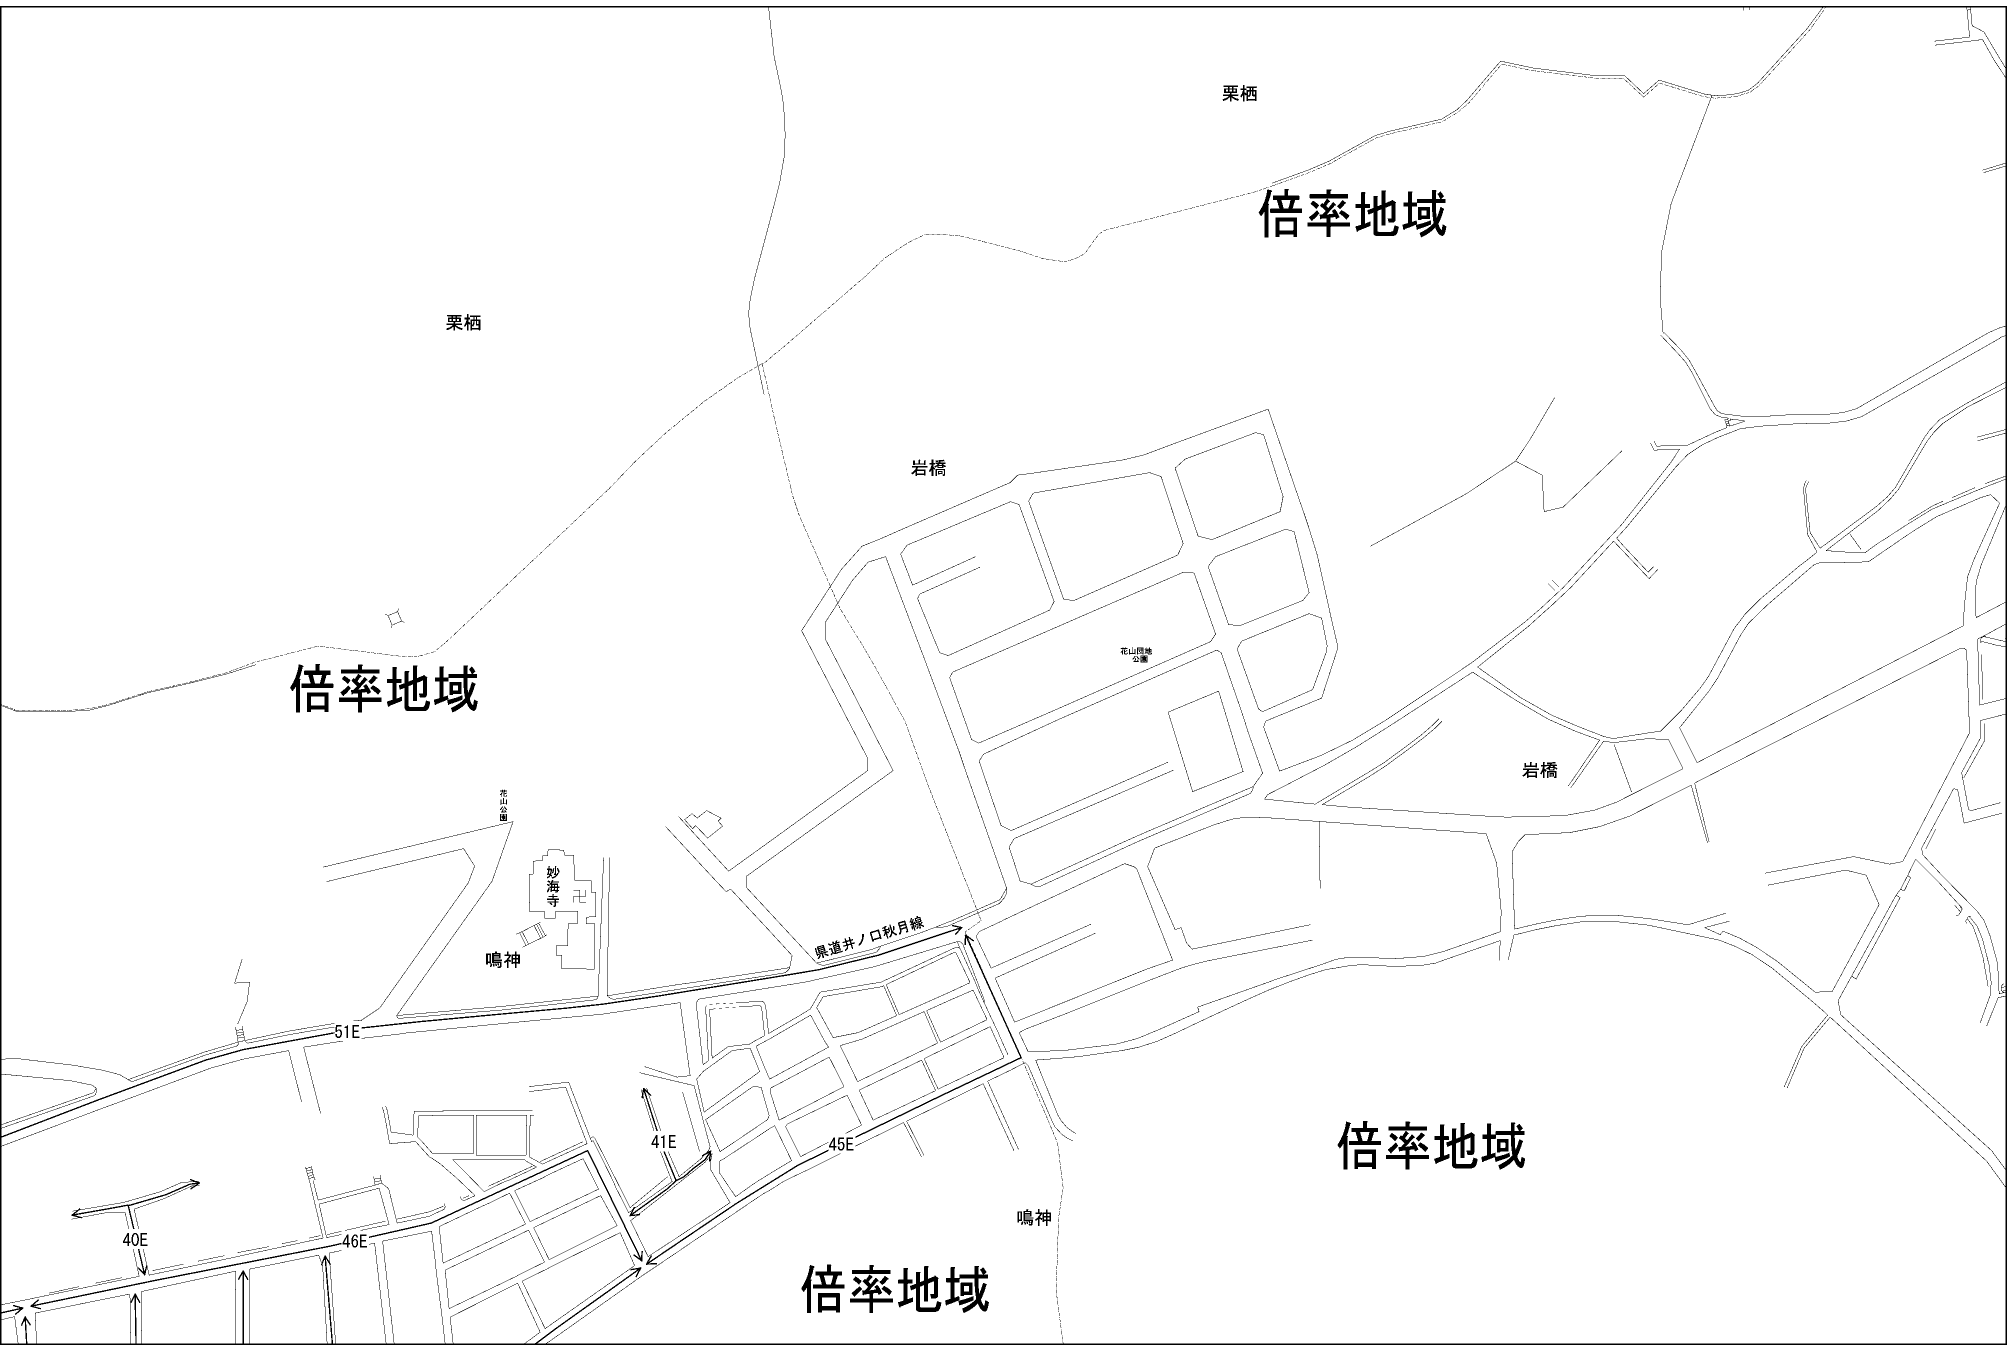 栗栖
倍率地域
栗栖
岩橋
花山団地
公園
倍率地域
岩橋
花山公園
妙海寺
県道井ノ口秋月線
鳴神
51E
41E
45E
倍率地域
鳴神
40E
46E
倍率地域